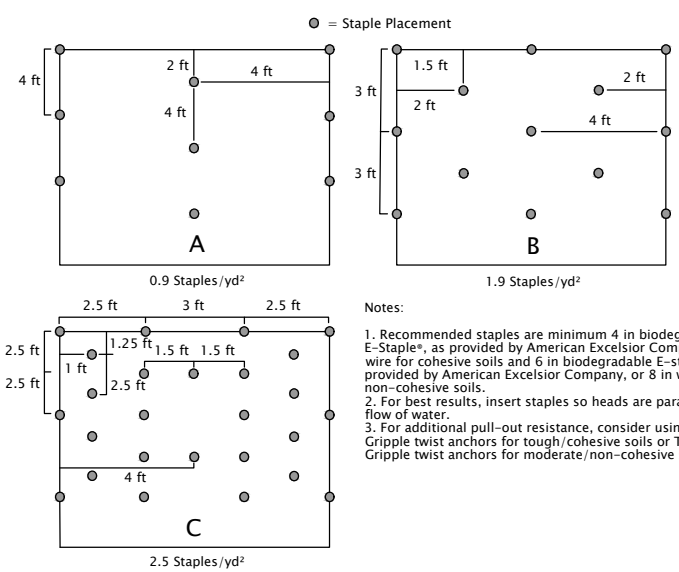 = Staple Placement
4 ft
2 ft
4 ft
4 ft
A
0.9 Staples/yd²
1.5 ft
3 ft
2 ft
2 ft
4 ft
3 ft
B
1.9 Staples/yd²
2.5 ft 3 ft 2.5 ft
2.5 ft
1.25 ft
1.5 ft 1.5 ft
1 ft
2.5 ft
2.5 ft
4 ft
C
2.5 Staples/yd²
Notes:
1. Recommended staples are minimum 4 in
E-Staple®, as provided by American Excelsior
wire for cohesive soils and 6 in biodegradable
provided by American Excelsior Company, or 8 in
non-cohesive soils.
2. For best results, insert staples so heads are
flow of water.
3. For additional pull-out resistance, consider
Gripple twist anchors for tough/cohesive soils or
Gripple twist anchors for moderate/non-cohesive